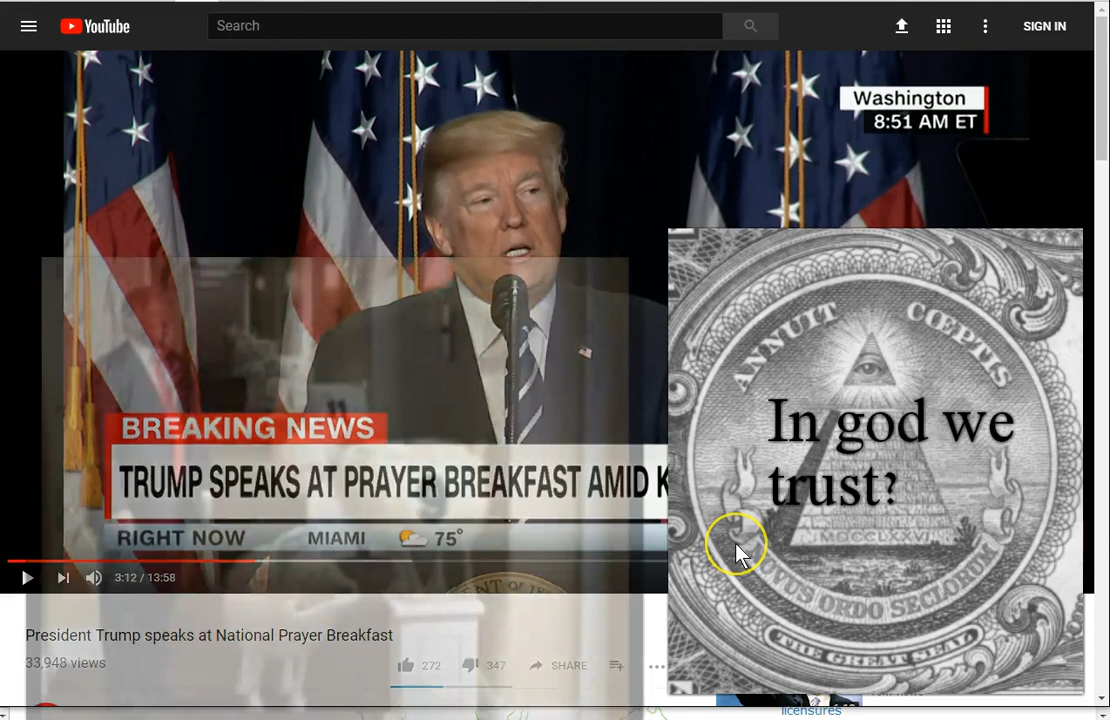 YouTube
Search
SIGN IN
Washington
8:51 AM ET
ANNUIT CŒPTIS
In god we
trust?
MDCCLXXVI
NOVUS ORDO SECLORUM
THE GREAT SEAL
BREAKING NEWS
TRUMP SPEAKS AT PRAYER BREAKFAST AMID K
RIGHT NOW MIAMI 75°
3:12 / 13:58
President Trump speaks at National Prayer Breakfast
33,948 views
272 347 SHARE
licensures